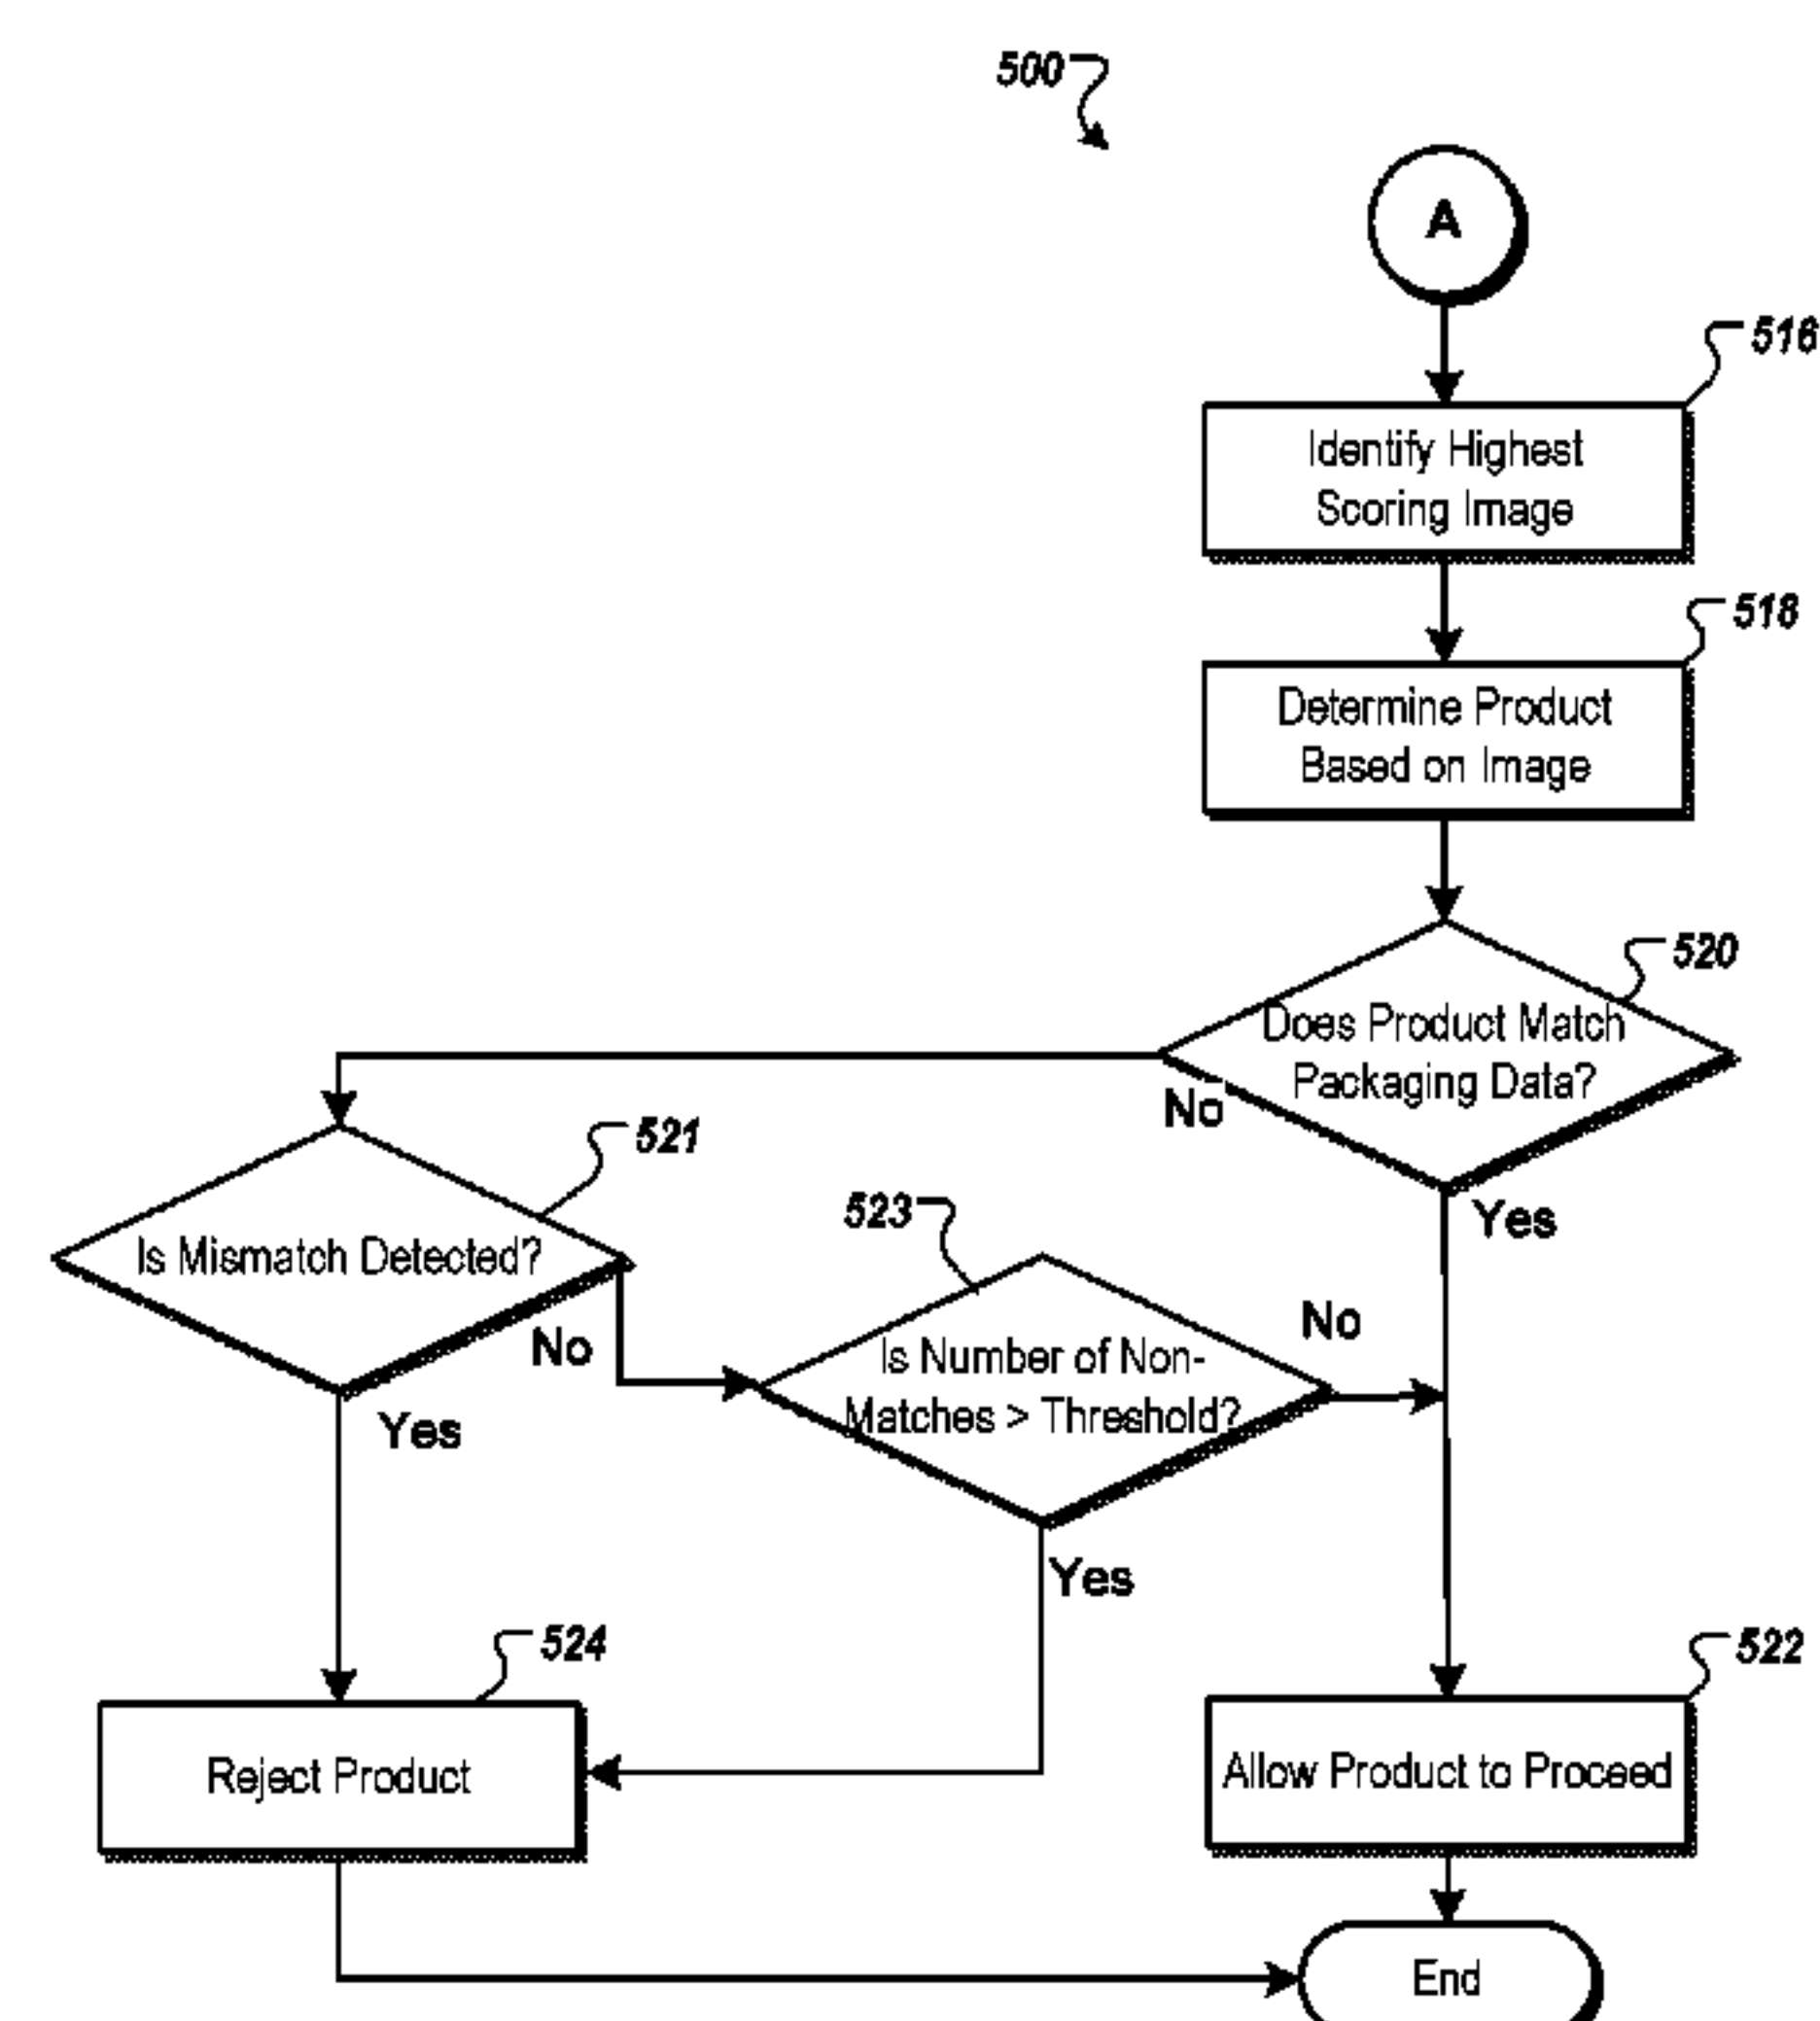 500
A
516
Identify Highest
Scoring Image
518
Determine Product
Based on Image
520
Does Product Match
Packaging Data?
No
Yes
521
Is Mismatch Detected?
No
Yes
523
Is Number of Non-
Matches > Threshold?
No
Yes
524
Reject Product
522
Allow Product to Proceed
End